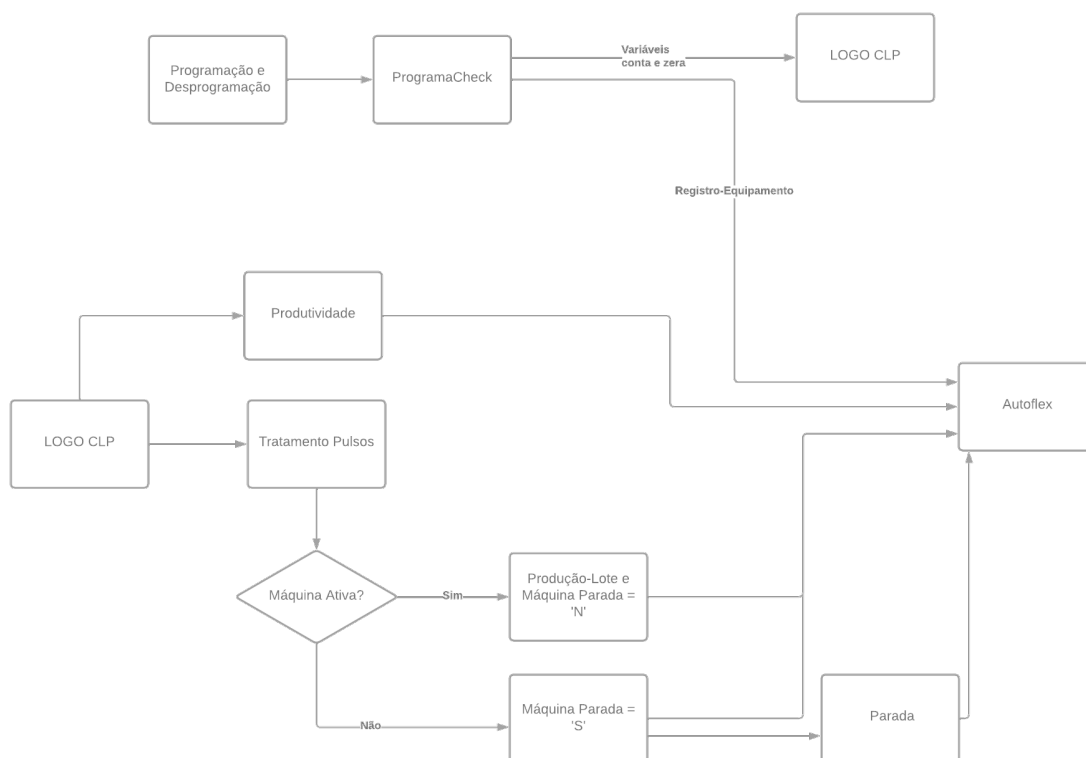 Programação e
Desprogramação
ProgramaCheck
Variáveis
conta e zera
LOGO CLP
Registro-Equipamento
Produtividade
Autoflex
LOGO CLP
Tratamento Pulsos
Máquina Ativa?
Sim
Produção-Lote e
Máquina Parada =
'N'
Não
Máquina Parada =
'S'
Parada